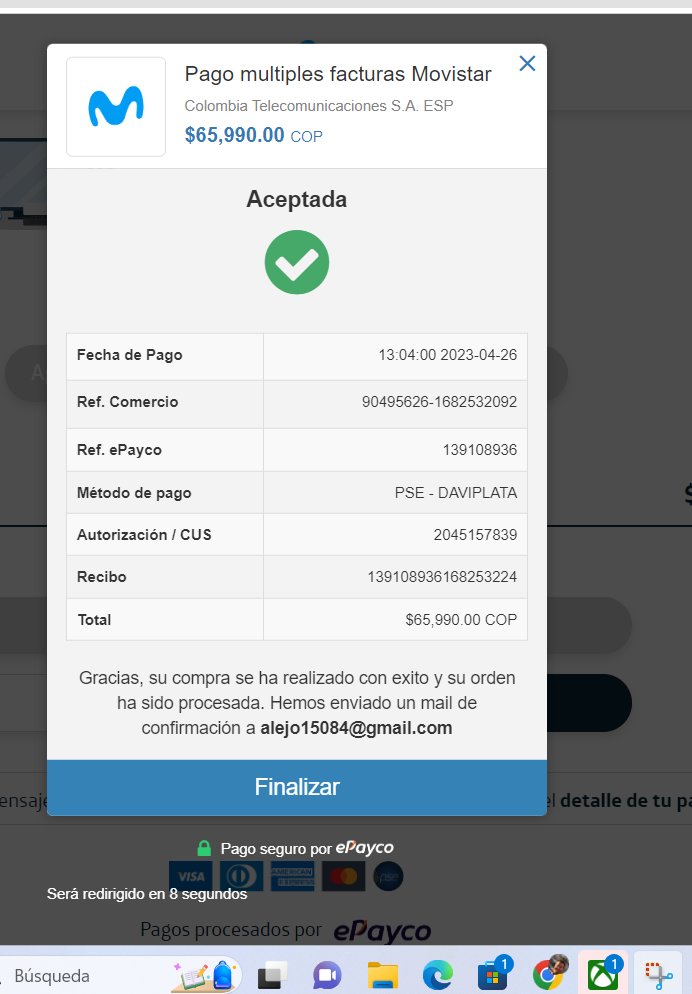 Pago multiples facturas Movistar
Colombia Telecomunicaciones S.A. ESP
$65,990.00 COP
Aceptada
Fecha de Pago 13:04:00 2023-04-26
Ref. Comercio 90495626-1682532092
Ref. ePayco 139108936
Método de pago PSE - DAVIPLATA
Autorización / CUS 2045157839
Recibo 139108936168253224
Total $65,990.00 COP
Gracias, su compra se ha realizado con exito y su orden
ha sido procesada. Hemos enviado un mail de
confirmación a alejo15084@gmail.com
Finalizar
el detalle de tu pa
Pago seguro por ePayco
VISA
AMERICAN EXPRESS
pse
Será redirigido en 8 segundos
Pagos procesados por ePayco
Búsqueda
1
1